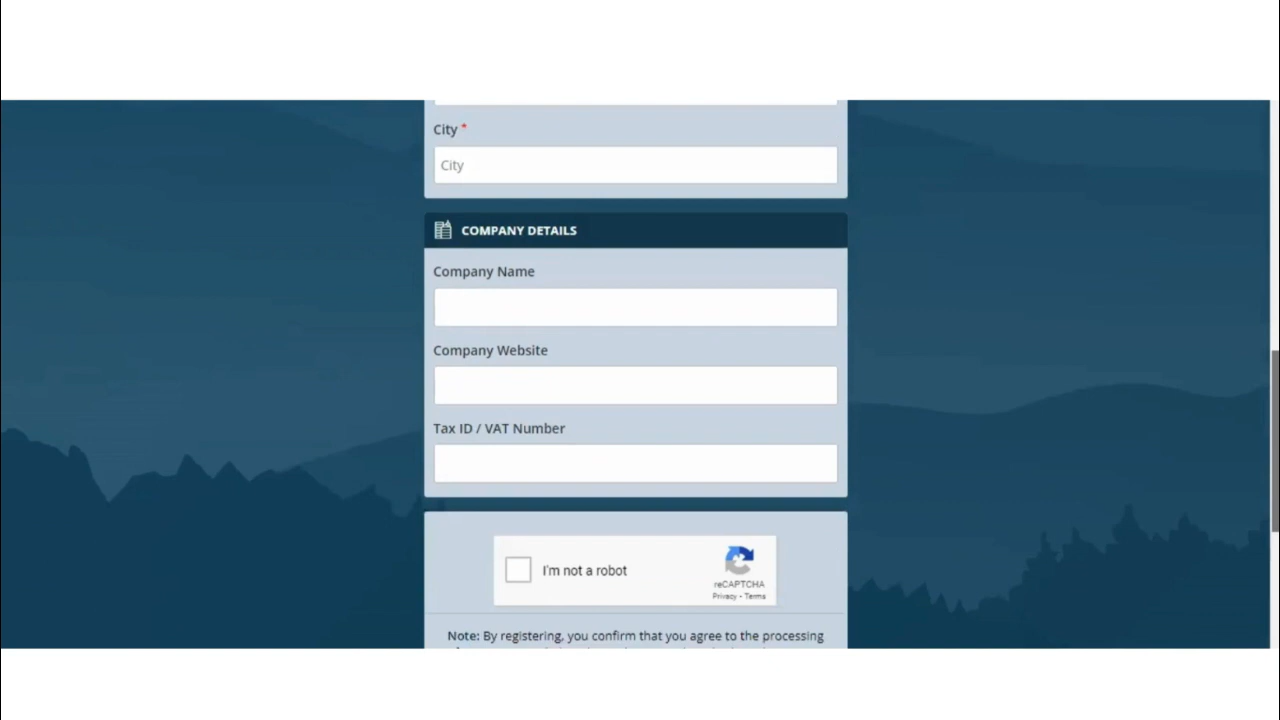 City *
City
COMPANY DETAILS
Company Name
Company Website
Tax ID / VAT Number
I'm not a robot
reCAPTCHA
Privacy - Terms
Note: By registering, you confirm that you agree to the processing